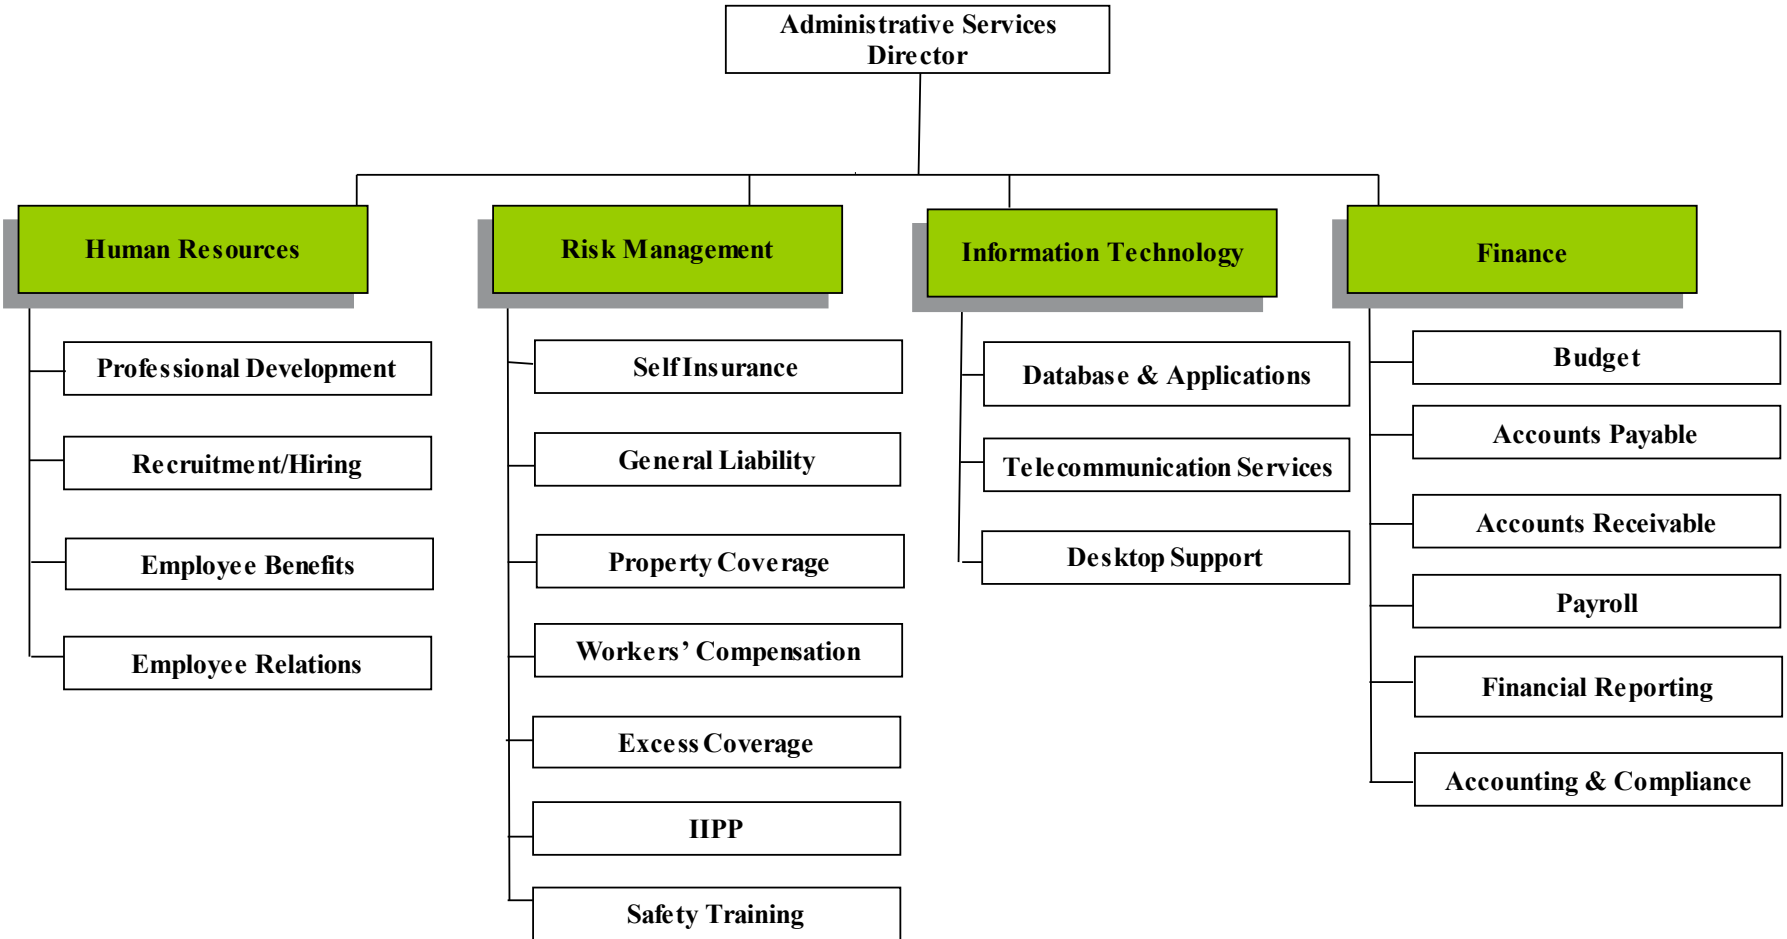 Administrative Services
Director
Human Resources
Risk Management
Information Technology
Finance
Professional Development
Recruitment/Hiring
Employee Benefits
Employee Relations
Self Insurance
General Liability
Property Coverage
Workers’ Compensation
Excess Coverage
IIPP
Safety Training
Database & Applications
Telecommunication Services
Desktop Support
Budget
Accounts Payable
Accounts Receivable
Payroll
Financial Reporting
Accounting & Compliance